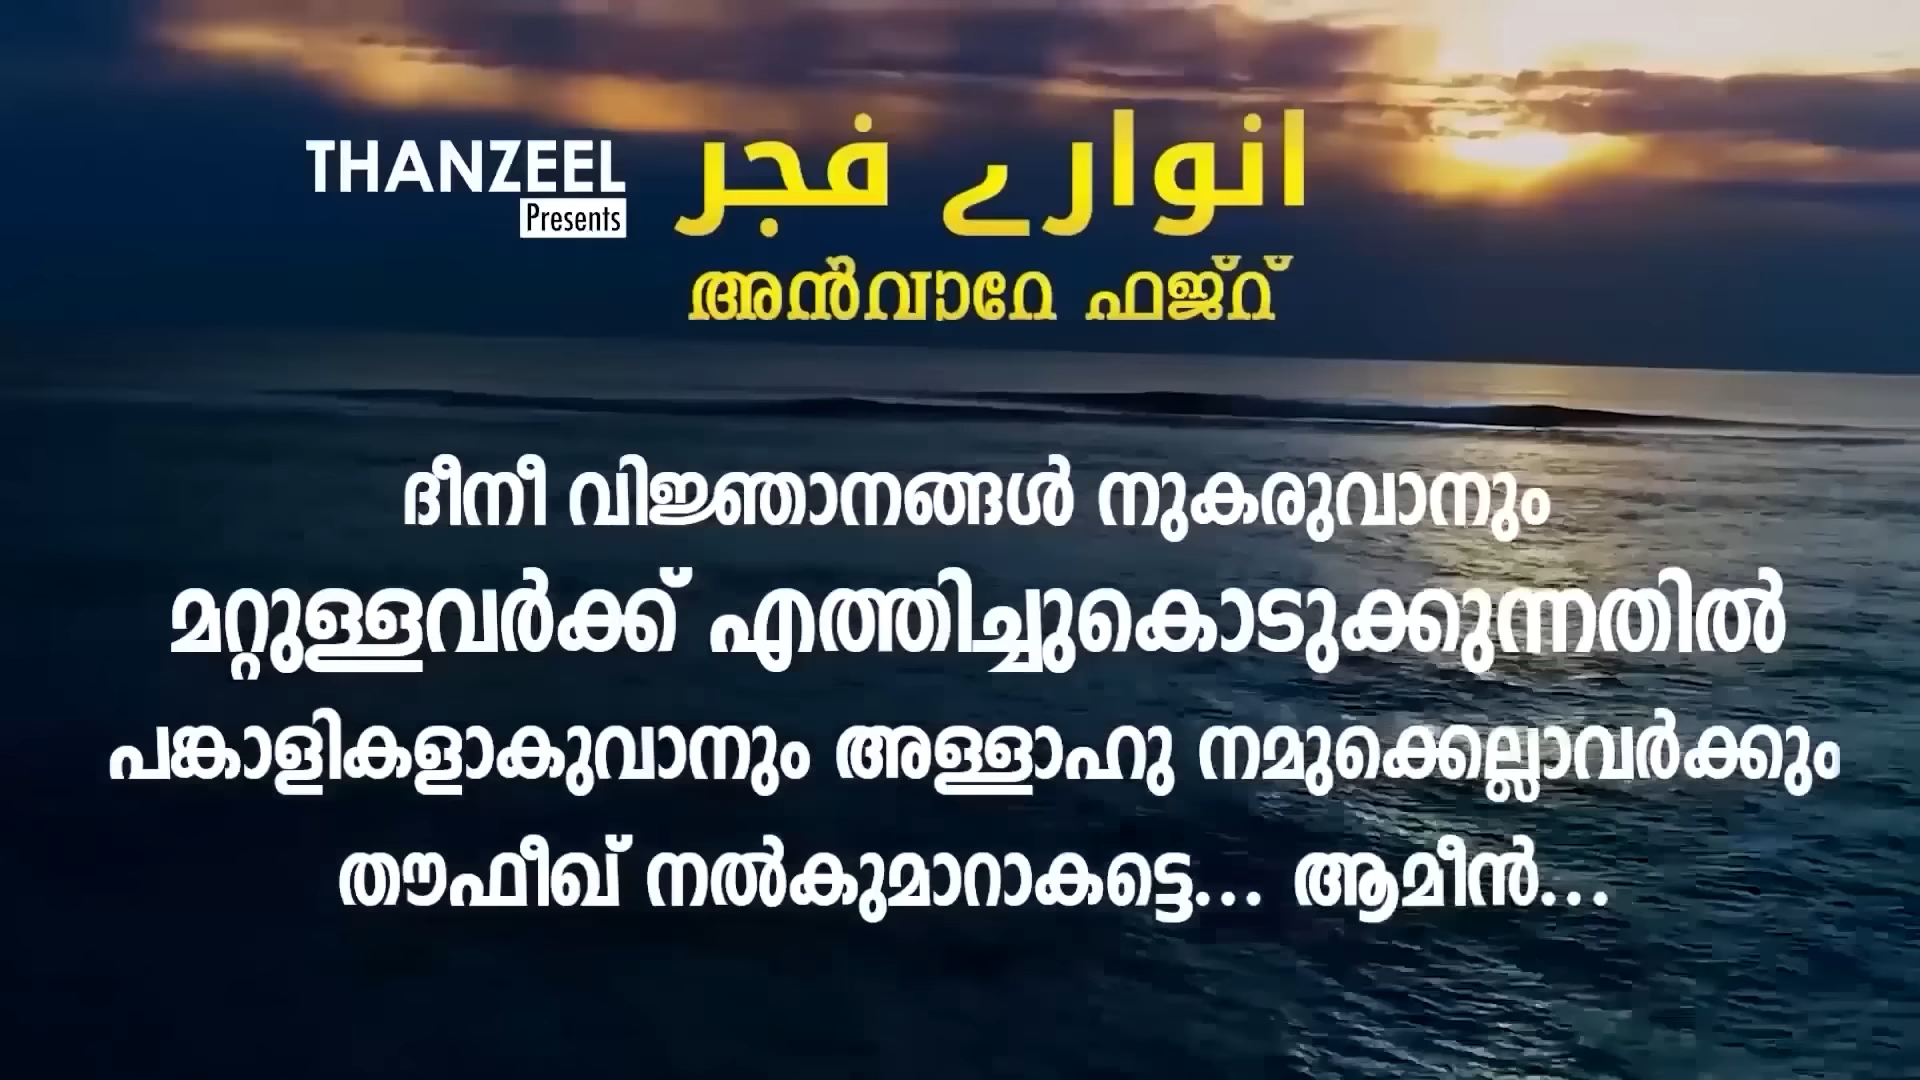 THANZEEL
Presents
انوارے فجر
അൻവാറേ ഫജ്റ്
ദീനീ വിജ്ഞാനങ്ങൾ നുകരുവാനും
മറ്റുള്ളവർക്ക് എത്തിച്ചുകൊടുക്കുന്നതിൽ
പങ്കാളികളാകുവാനും അള്ളാഹു നമുക്കെല്ലാവർക്കും
തൗഫീഖ് നൽകുമാറാകട്ടെ... ആമീൻ...